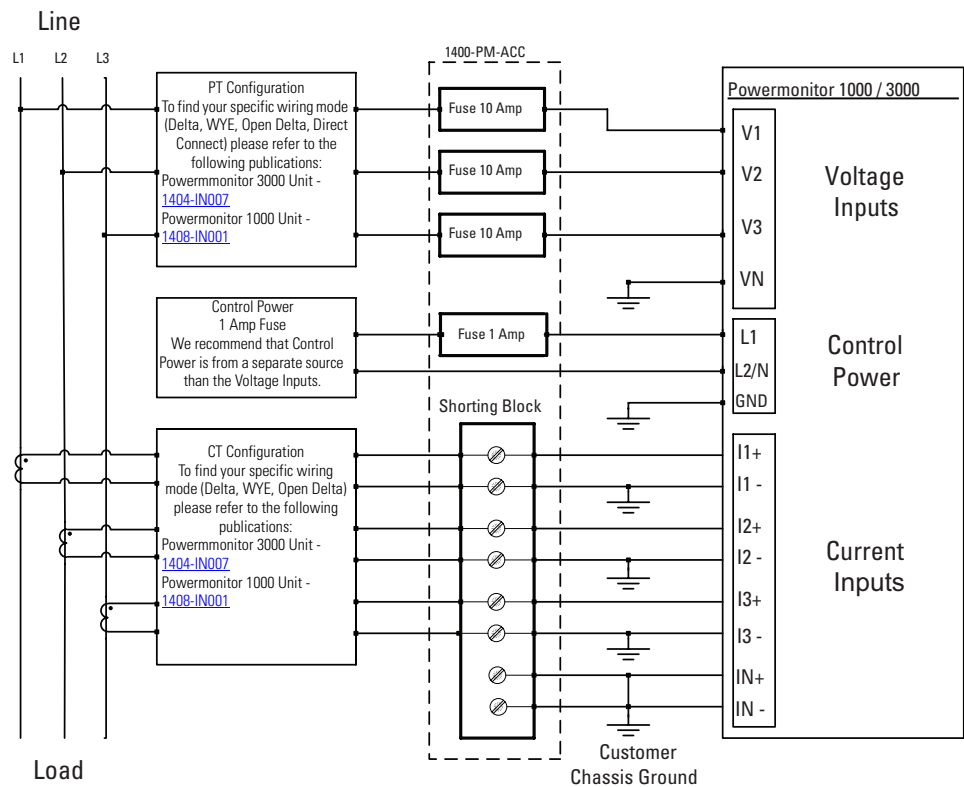 Line
L1 L2 L3
PT Configuration
To find your specific wiring mode
(Delta, WYE, Open Delta, Direct
Connect) please refer to the
following publications:
Powermmonitor 3000 Unit -
1404-IN007
Powermonitor 1000 Unit -
1408-IN001
1400-PM-ACC
Fuse 10 Amp
Fuse 10 Amp
Fuse 10 Amp
Powermonitor 1000 / 3000
V1
V2
V3
VN
Voltage
Inputs
Control Power
1 Amp Fuse
We recommend that Control
Power is from a separate source
than the Voltage Inputs.
Fuse 1 Amp
L1
L2/N
GND
Control
Power
CT Configuration
To find your specific wiring
mode (Delta, WYE, Open Delta)
please refer to the following
publications:
Powermmonitor 3000 Unit -
1404-IN007
Powermonitor 1000 Unit -
1408-IN001
Shorting Block
I1+
I1 -
I2+
I2 -
I3+
I3 -
IN+
IN -
Current
Inputs
Customer
Chassis Ground
Load